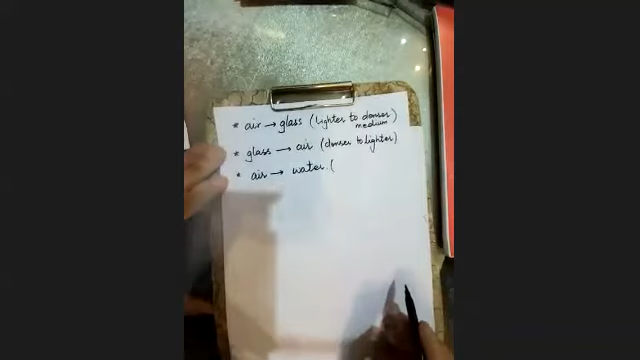 * air → glass (lighter to denser medium)
* glass → air (denser to lighter)
* air → water (